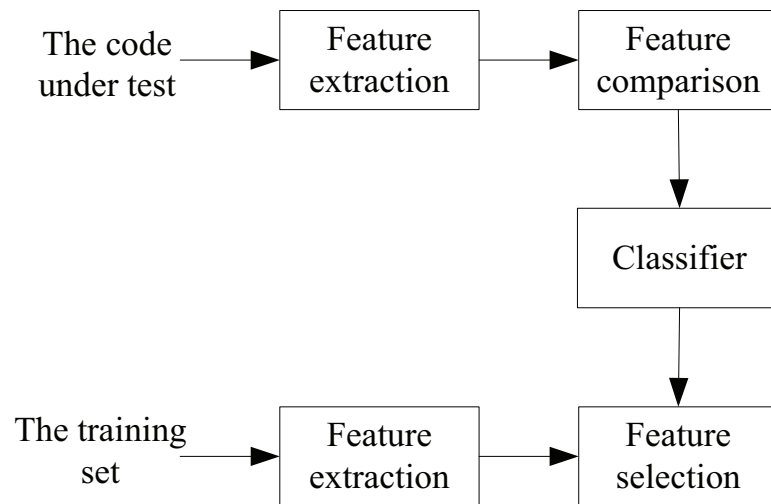 The code
under test
Feature
extraction
Feature
comparison
Classifier
The training
set
Feature
extraction
Feature
selection